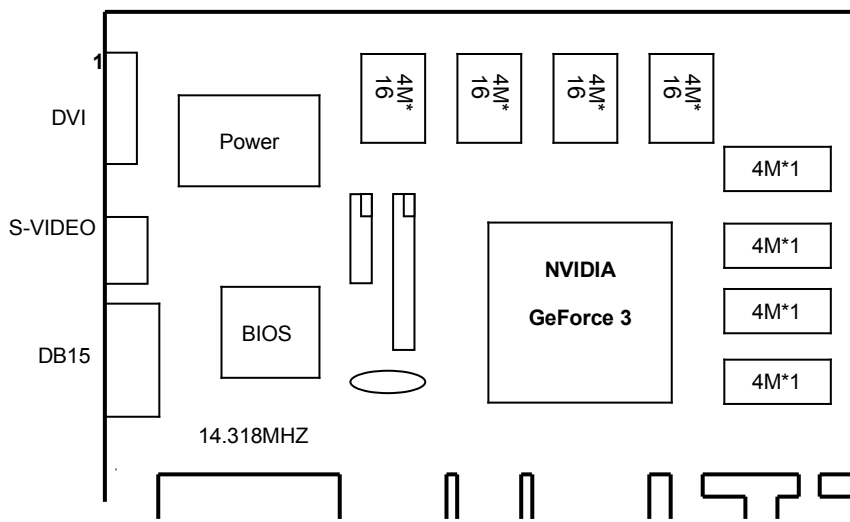 1
DVI
S-VIDEO
DB15
Power
BIOS
14.318MHZ
4M*
16
4M*
16
4M*
16
4M*
16
NVIDIA
GeForce 3
4M*1
4M*1
4M*1
4M*1